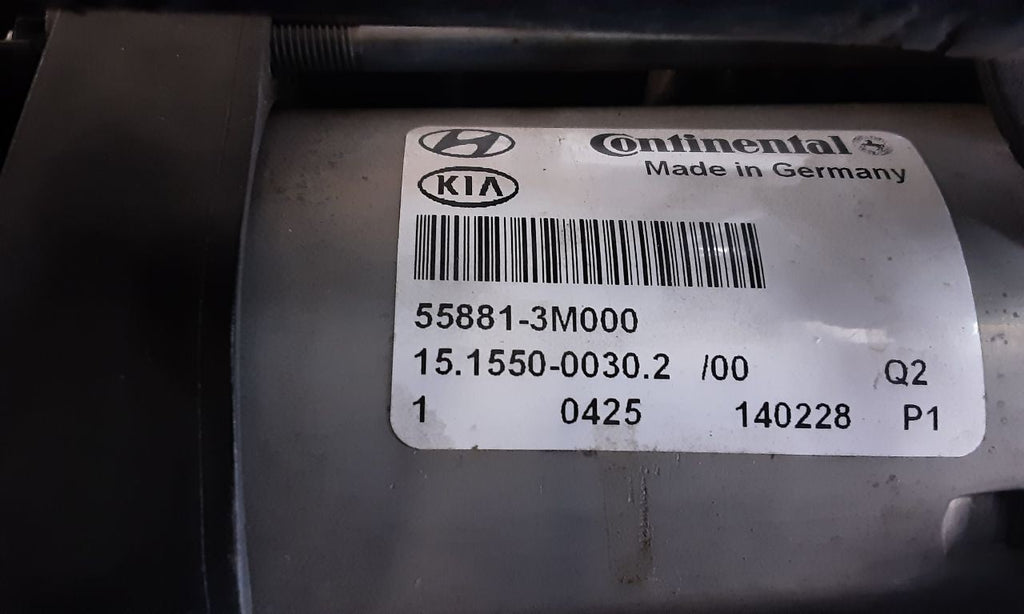 Continental
Made in Germany
KIA
55881-3M000
15.1550-0030.2 /00 Q2
1 0425 140228 P1